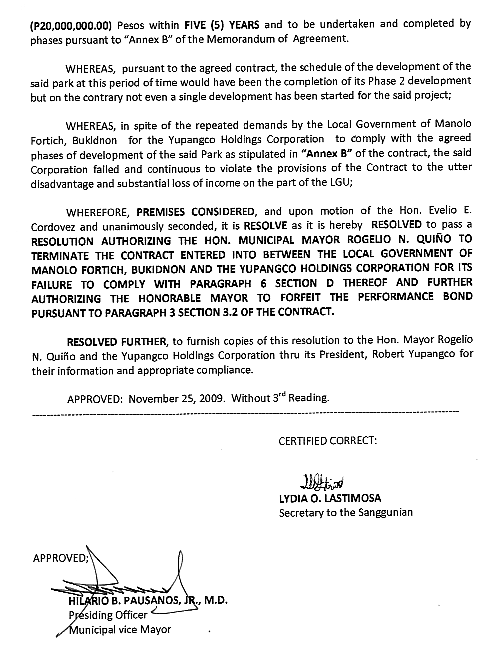 (P20,000,000.00) Pesos within FIVE (5) YEARS and to be undertaken and completed by
phases pursuant to "Annex B" of the Memorandum of Agreement.
WHEREAS, pursuant to the agreed contract, the schedule of the development of the
said park at this period of time would have been the completion of its Phase 2 development
but on the contrary not even a single development has been started for the said project;
WHEREAS, in spite of the repeated demands by the Local Government of Manolo
Fortich, Bukidnon for the Yupangco Holdings Corporation to comply with the agreed
phases of development of the said Park as stipulated in "Annex B" of the contract, the said
Corporation failed and continuous to violate the provisions of the Contract to the utter
disadvantage and substantial loss of income on the part of the LGU;
WHEREFORE, PREMISES CONSIDERED, and upon motion of the Hon. Evelio E.
Cordovez and unanimously seconded, it is RESOLVE as it is hereby RESOLVED to pass a
RESOLUTION AUTHORIZING THE HON. MUNICIPAL MAYOR ROGELIO N. QUIÑO TO
TERMINATE THE CONTRACT ENTERED INTO BETWEEN THE LOCAL GOVERNMENT OF
MANOLO FORTICH, BUKIDNON AND THE YUPANGCO HOLDINGS CORPORATION FOR ITS
FAILURE TO COMPLY WITH PARAGRAPH 6 SECTION D THEREOF AND FURTHER
AUTHORIZING THE HONORABLE MAYOR TO FORFEIT THE PERFORMANCE BOND
PURSUANT TO PARAGRAPH 3 SECTION 3.2 OF THE CONTRACT.
RESOLVED FURTHER, to furnish copies of this resolution to the Hon. Mayor Rogelio
N. Quiño and the Yupangco Holdings Corporation thru its President, Robert Yupangco for
their information and appropriate compliance.
APPROVED: November 25, 2009. Without 3rd Reading.
CERTIFIED CORRECT:
LYDIA O. LASTIMOSA
Secretary to the Sanggunian
APPROVED:
HILARIO B. PAUSANOS, JR., M.D.
Presiding Officer
Municipal vice Mayor